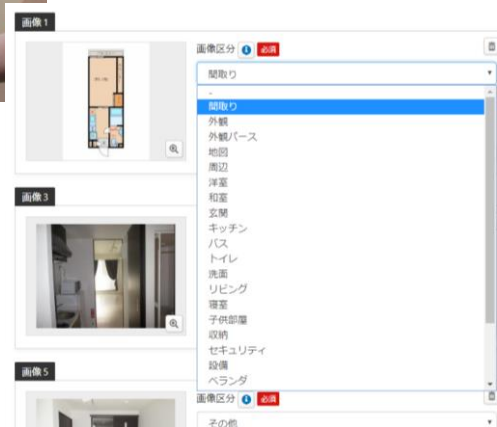 画像 1
画像区分 必須
間取り
-
間取り
外観
外観パース
地図
周辺
洋室
和室
玄関
キッチン
バス
トイレ
洗面
リビング
寝室
子供部屋
収納
セキュリティ
設備
ベランダ
画像 3
画像 5
画像区分 必須
その他